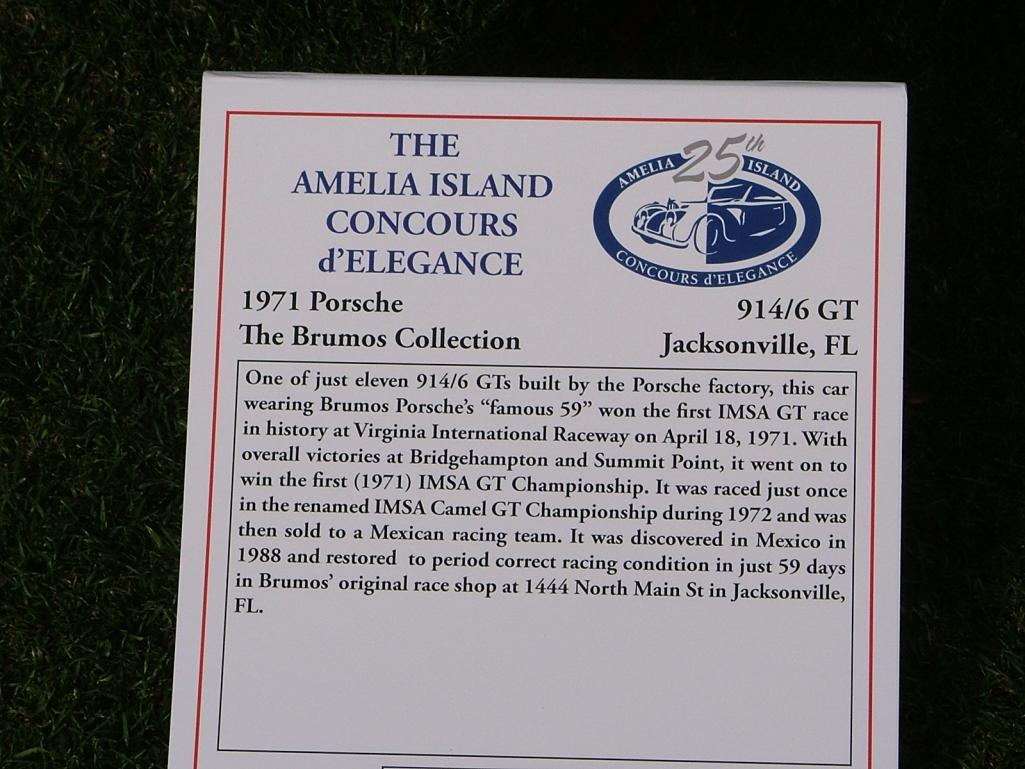 THE
AMELIA ISLAND
CONCOURS
d'ELEGANCE
AMELIA 25th ISLAND
CONCOURS d'ELEGANCE
1971 Porsche 914/6 GT
The Brumos Collection Jacksonville, FL
One of just eleven 914/6 GTs built by the Porsche factory, this car
wearing Brumos Porsche's “famous 59” won the first IMSA GT race
in history at Virginia International Raceway on April 18, 1971. With
overall victories at Bridgehampton and Summit Point, it went on to
win the first (1971) IMSA GT Championship. It was raced just once
in the renamed IMSA Camel GT Championship during 1972 and was
then sold to a Mexican racing team. It was discovered in Mexico in
1988 and restored to period correct racing condition in just 59 days
in Brumos' original race shop at 1444 North Main St in Jacksonville,
FL.